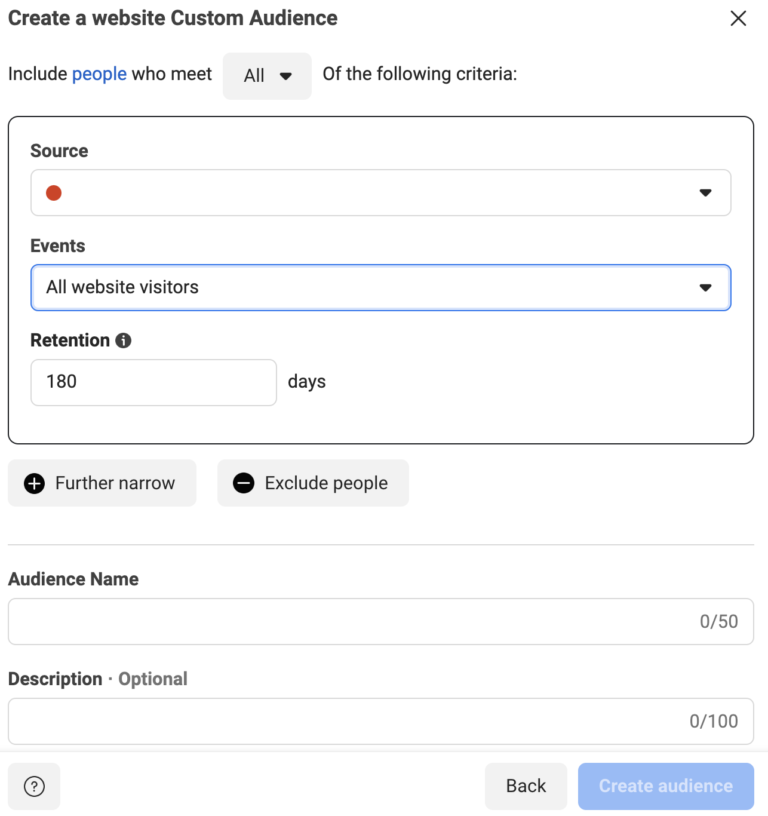 Create a website Custom Audience
Include people who meet All Of the following criteria:
Source
Events
All website visitors
Retention
180 days
Further narrow Exclude people
Audience Name
0/50
Description · Optional
0/100
Back Create audience